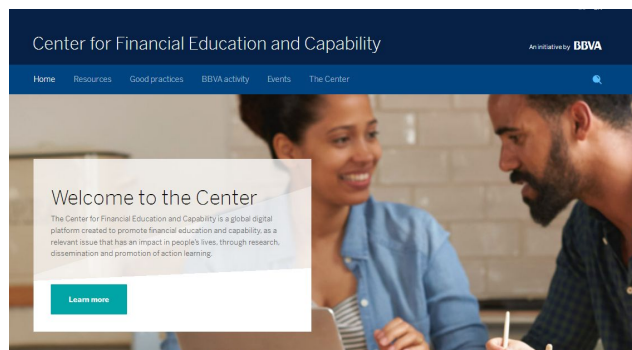 Center for Financial Education and Capability
An initiative by BBVA
Home Resources Good practices BBVA activity Events The Center
Welcome to the Center
The Center for Financial Education and Capability is a global digital
platform created to promote financial education and capability, as a
relevant issue that has an impact in people's lives, through research,
dissemination and promotion of action learning.
Learn more